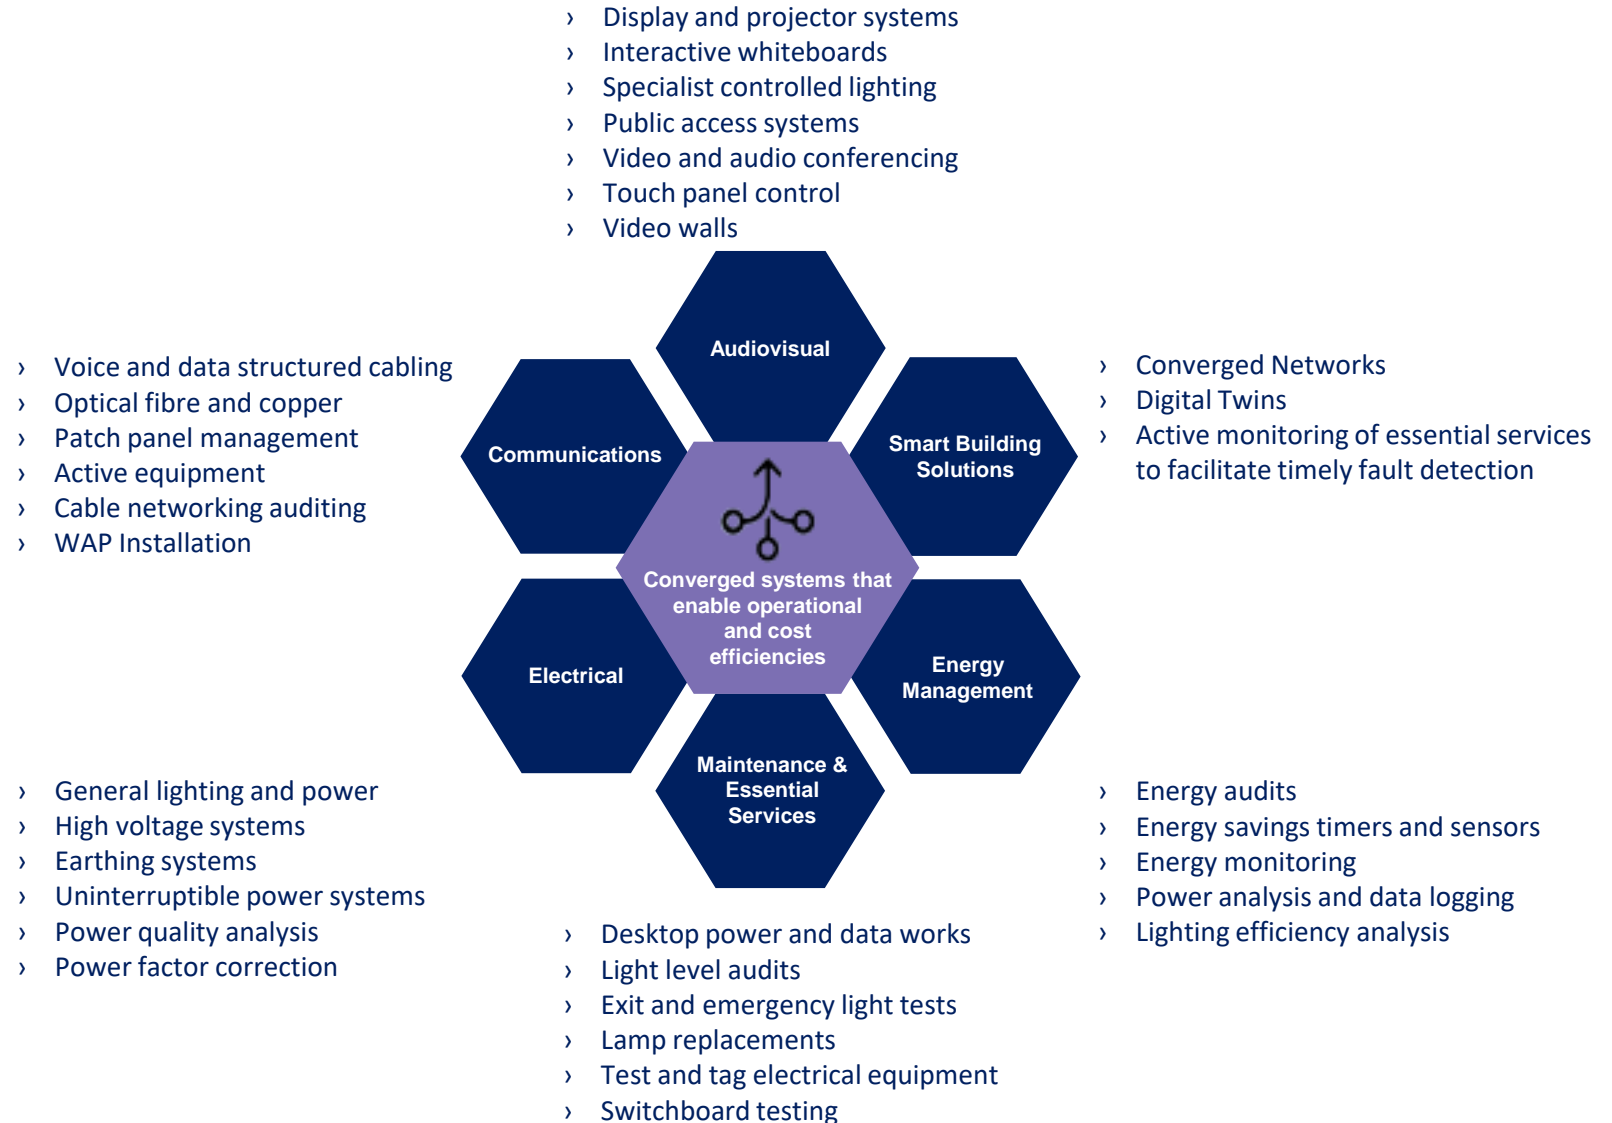 › Display and projector systems
› Interactive whiteboards
› Specialist controlled lighting
› Public access systems
› Video and audio conferencing
› Touch panel control
› Video walls
Audiovisual
› Voice and data structured cabling
› Optical fibre and copper
› Patch panel management
› Active equipment
› Cable networking auditing
› WAP Installation
Communications
Smart Building
Solutions
› Converged Networks
› Digital Twins
› Active monitoring of essential services
to facilitate timely fault detection
Converged systems that
enable operational
and cost
efficiencies
Electrical
Energy
Management
Maintenance &
Essential
Services
› General lighting and power
› High voltage systems
› Earthing systems
› Uninterruptible power systems
› Power quality analysis
› Power factor correction
› Desktop power and data works
› Light level audits
› Exit and emergency light tests
› Lamp replacements
› Test and tag electrical equipment
› Switchboard testing
› Energy audits
› Energy savings timers and sensors
› Energy monitoring
› Power analysis and data logging
› Lighting efficiency analysis